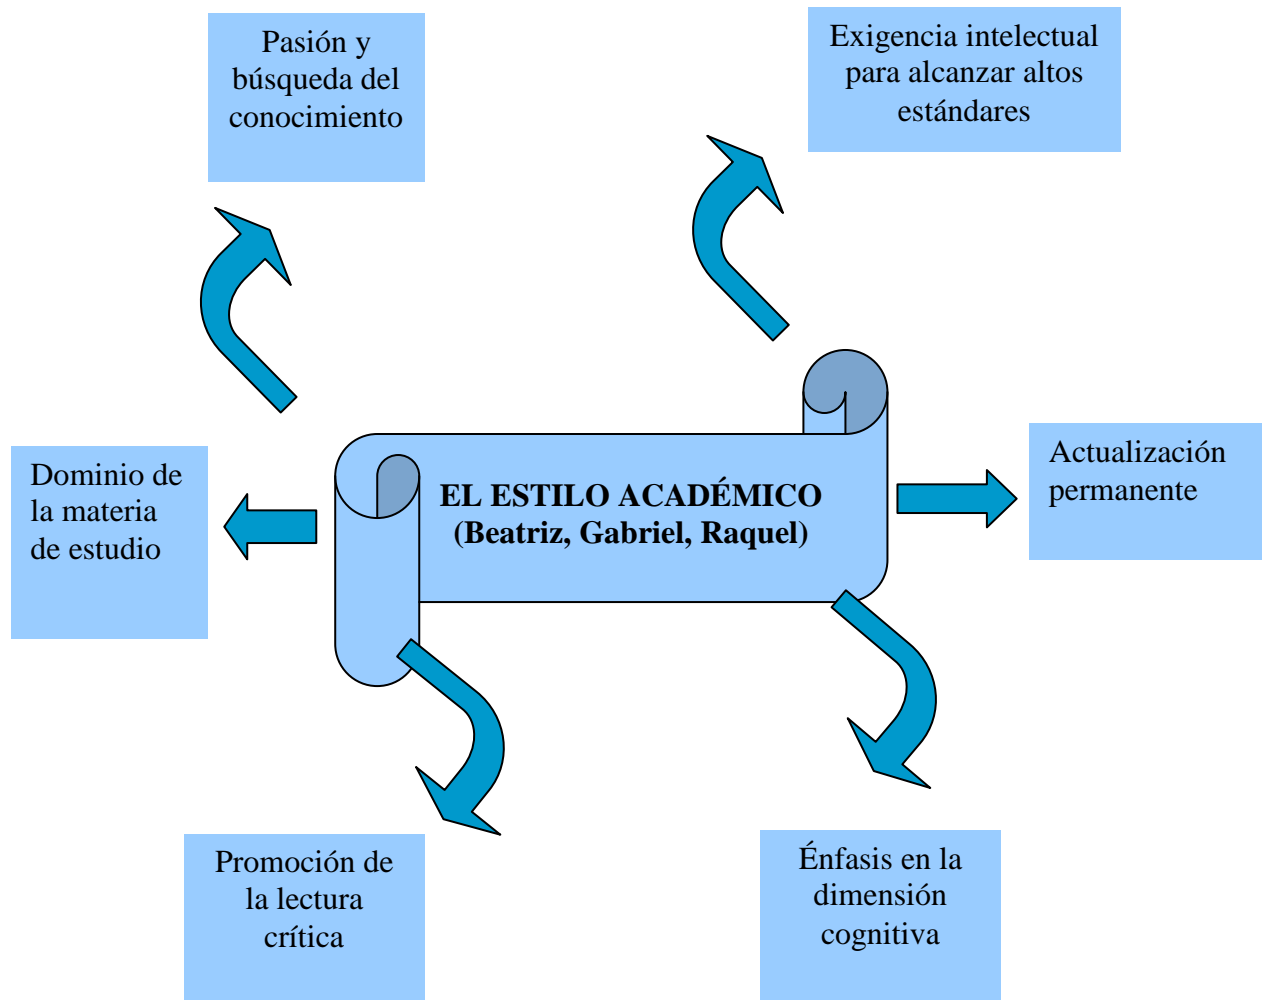 Pasión y
búsqueda del
conocimiento
Exigencia intelectual
para alcanzar altos
estándares
Dominio de
la materia
de estudio
EL ESTILO ACADÉMICO
(Beatriz, Gabriel, Raquel)
Actualización
permanente
Promoción de
la lectura
crítica
Énfasis en la
dimensión
cognitiva